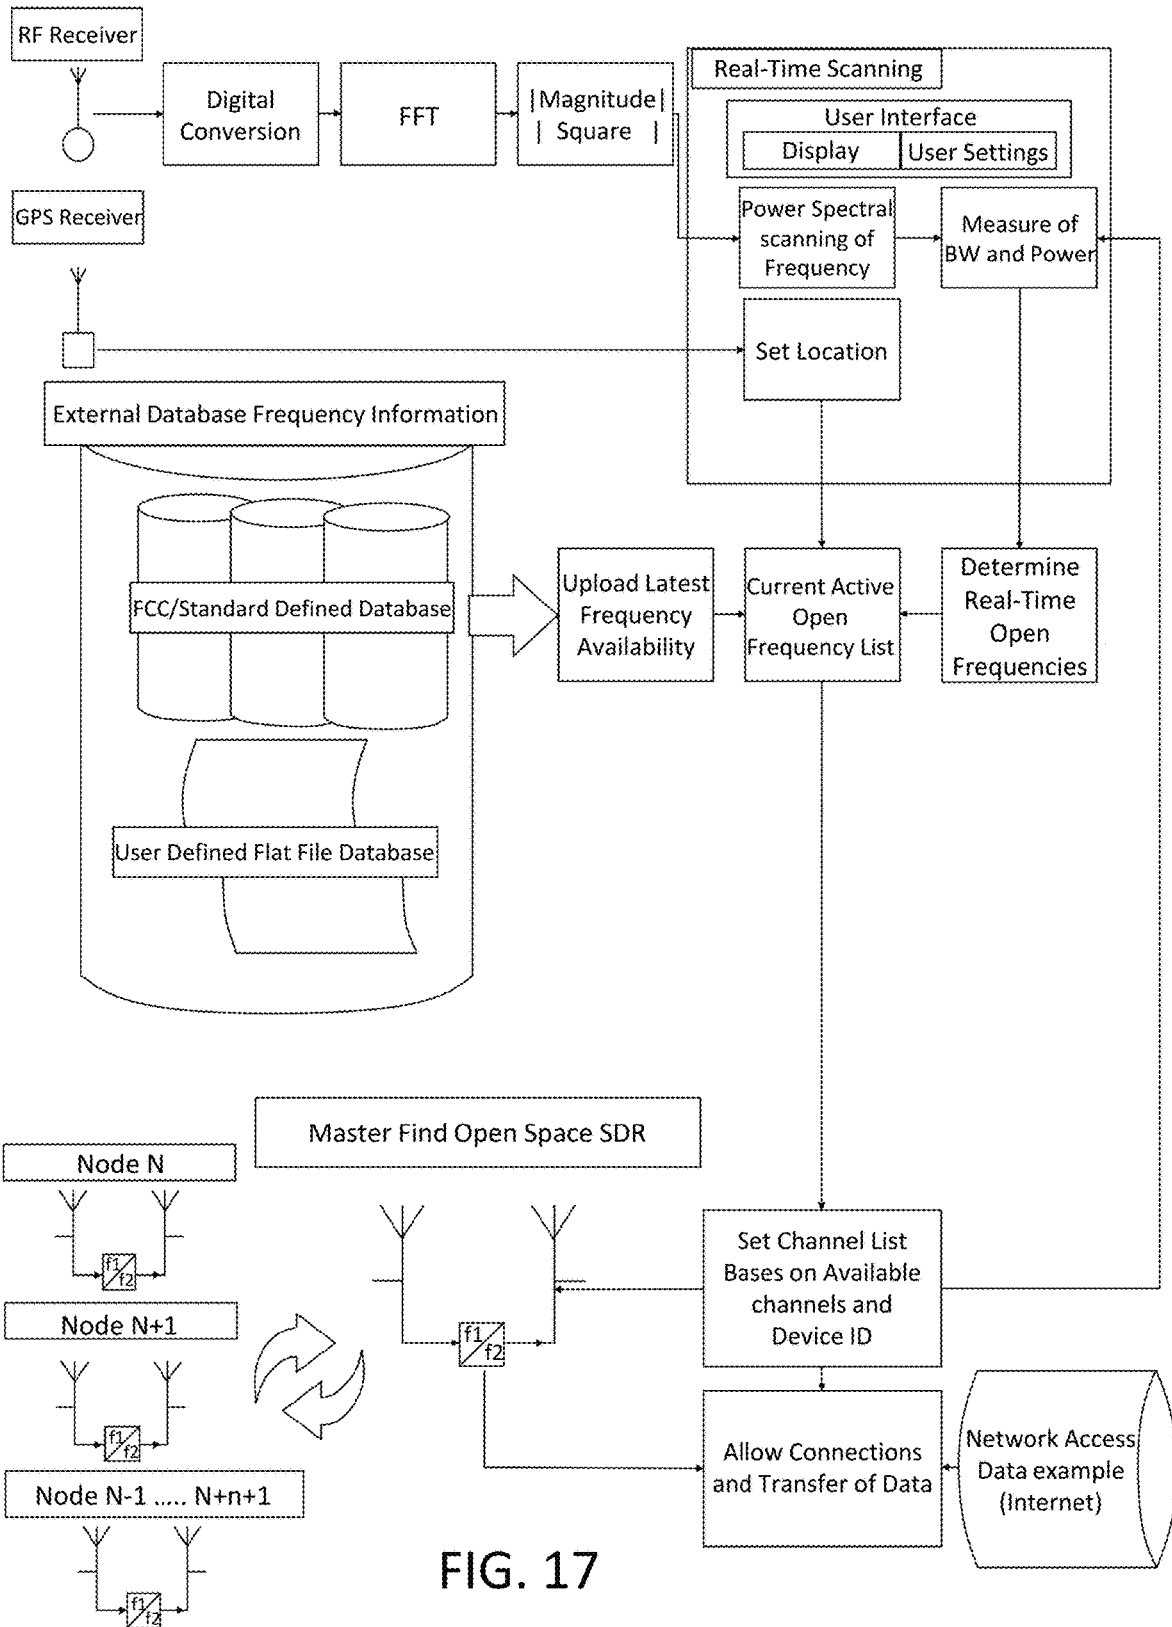 RF Receiver
Digital
Conversion
FFT
|Magnitude|
| Square |
Real-Time Scanning
User Interface
Display
User Settings
GPS Receiver
Power Spectral
scanning of
Frequency
Measure of
BW and Power
Set Location
External Database Frequency Information
FCC/Standard Defined Database
Upload Latest
Frequency
Availability
Current Active
Open
Frequency List
Determine
Real-Time
Open
Frequencies
User Defined Flat File Database
Master Find Open Space SDR
Node N
f1
f2
Node N+1
f1
f2
Node N-1 ..... N+n+1
f1
f2
f1
f2
Set Channel List
Bases on Available
channels and
Device ID
Allow Connections
and Transfer of Data
Network Access
Data example
(Internet)
FIG. 17